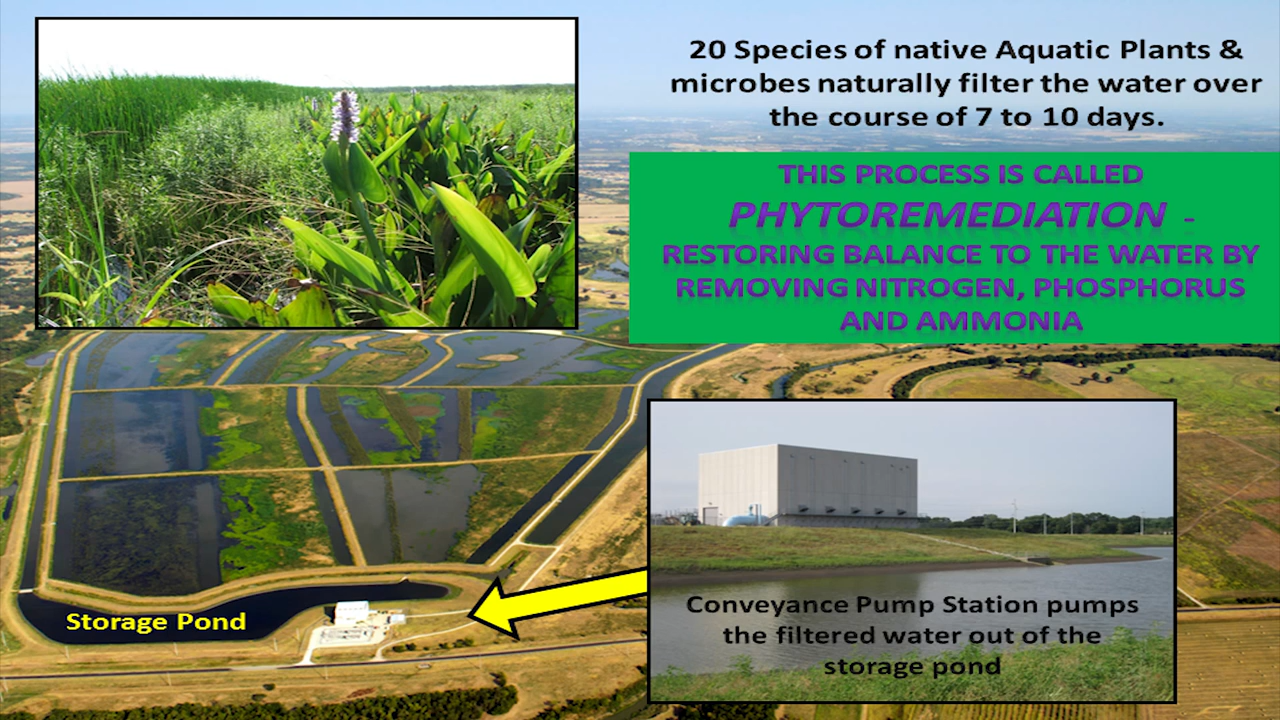 20 Species of native Aquatic Plants &
microbes naturally filter the water over
the course of 7 to 10 days.
THIS PROCESS IS CALLED
PHYTOREMEDIATION -
RESTORING BALANCE TO THE WATER BY
REMOVING NITROGEN, PHOSPHORUS
AND AMMONIA
Storage Pond
Conveyance Pump Station pumps
the filtered water out of the
storage pond